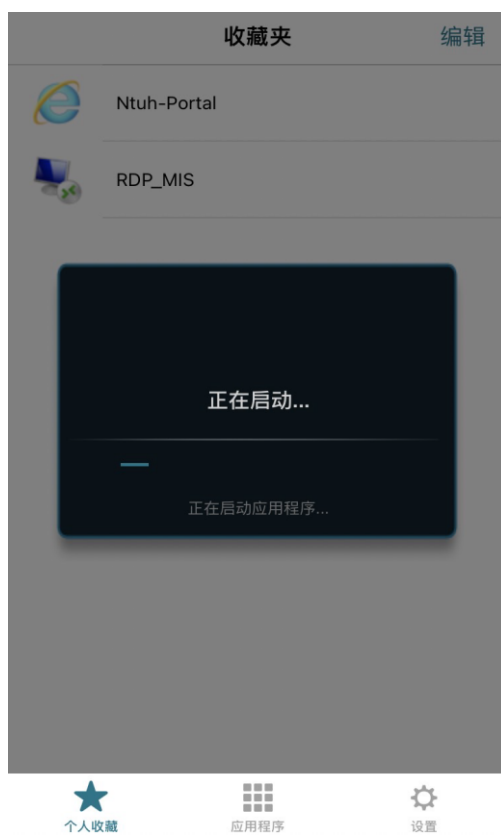 收藏夹
编辑
Ntuh-Portal
RDP_MIS
正在启动...
正在启动应用程序...
个人收藏
应用程序
设置